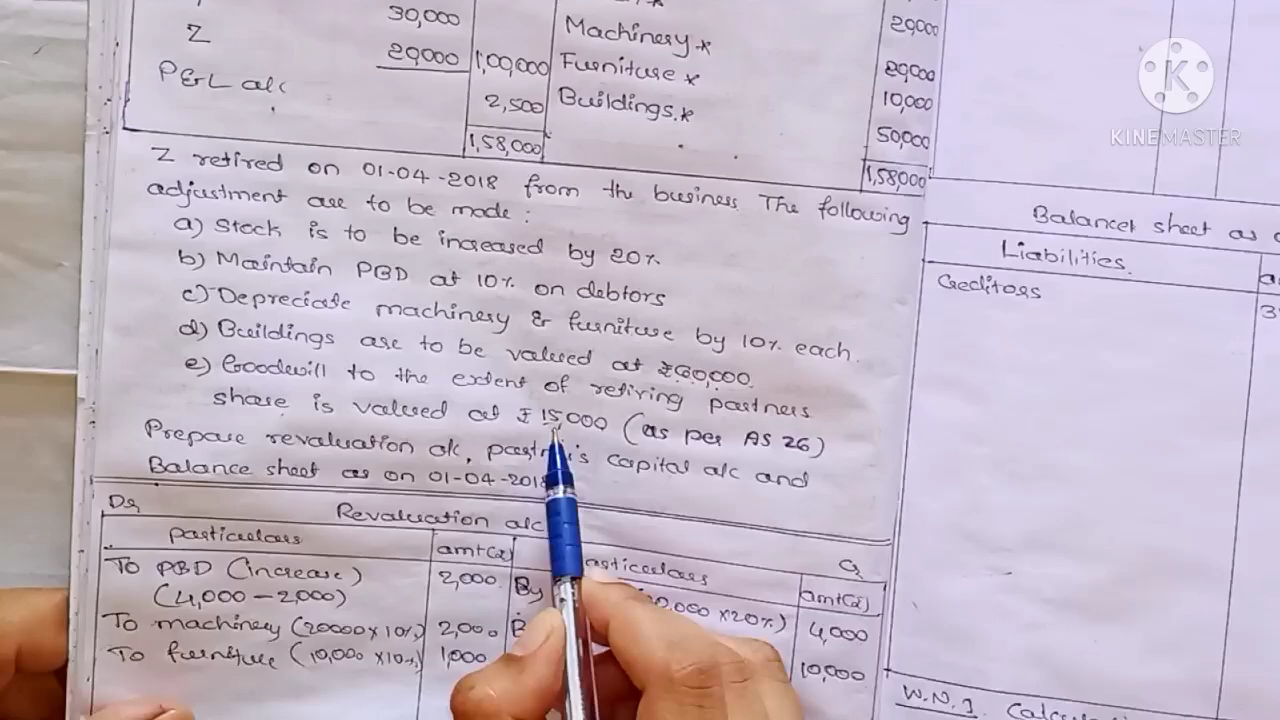 30,000
Z 20000 1,00,000
P&L a/c 2,500
1,58,000
Machinery *
Furniture *
Buildings. *
20,000
20,000
10,000
50,000
1,58,000
KINEMASTER
Z retired on 01-04-2018 from the business The following
adjustment are to be made :
a) Stock is to be increased by 20%
b) Maintain PBD at 10% on debtors
c) Depreciate machinery & furniture by 10% each.
d) Buildings are to be valued at ₹60,000.
e) Goodwill to the extent of retiring partners
share is valued at ₹ 15,000 (as per AS 26)
Prepare revaluation a/c, capital a/c and
Balance sheet as on 01-04-2018
Dr Revaluation a/c Cr
particulars amt(₹) amt(₹)
To PBD (increase) 2,000 By
(4,000 - 2,000)
×20%) 4,000
To machinery (20000 × 10%) 2,000
To furniture (10,000 × 10%) 1,000
10,000
Balance sheet as
Liabilities
Creditors
W.N.1